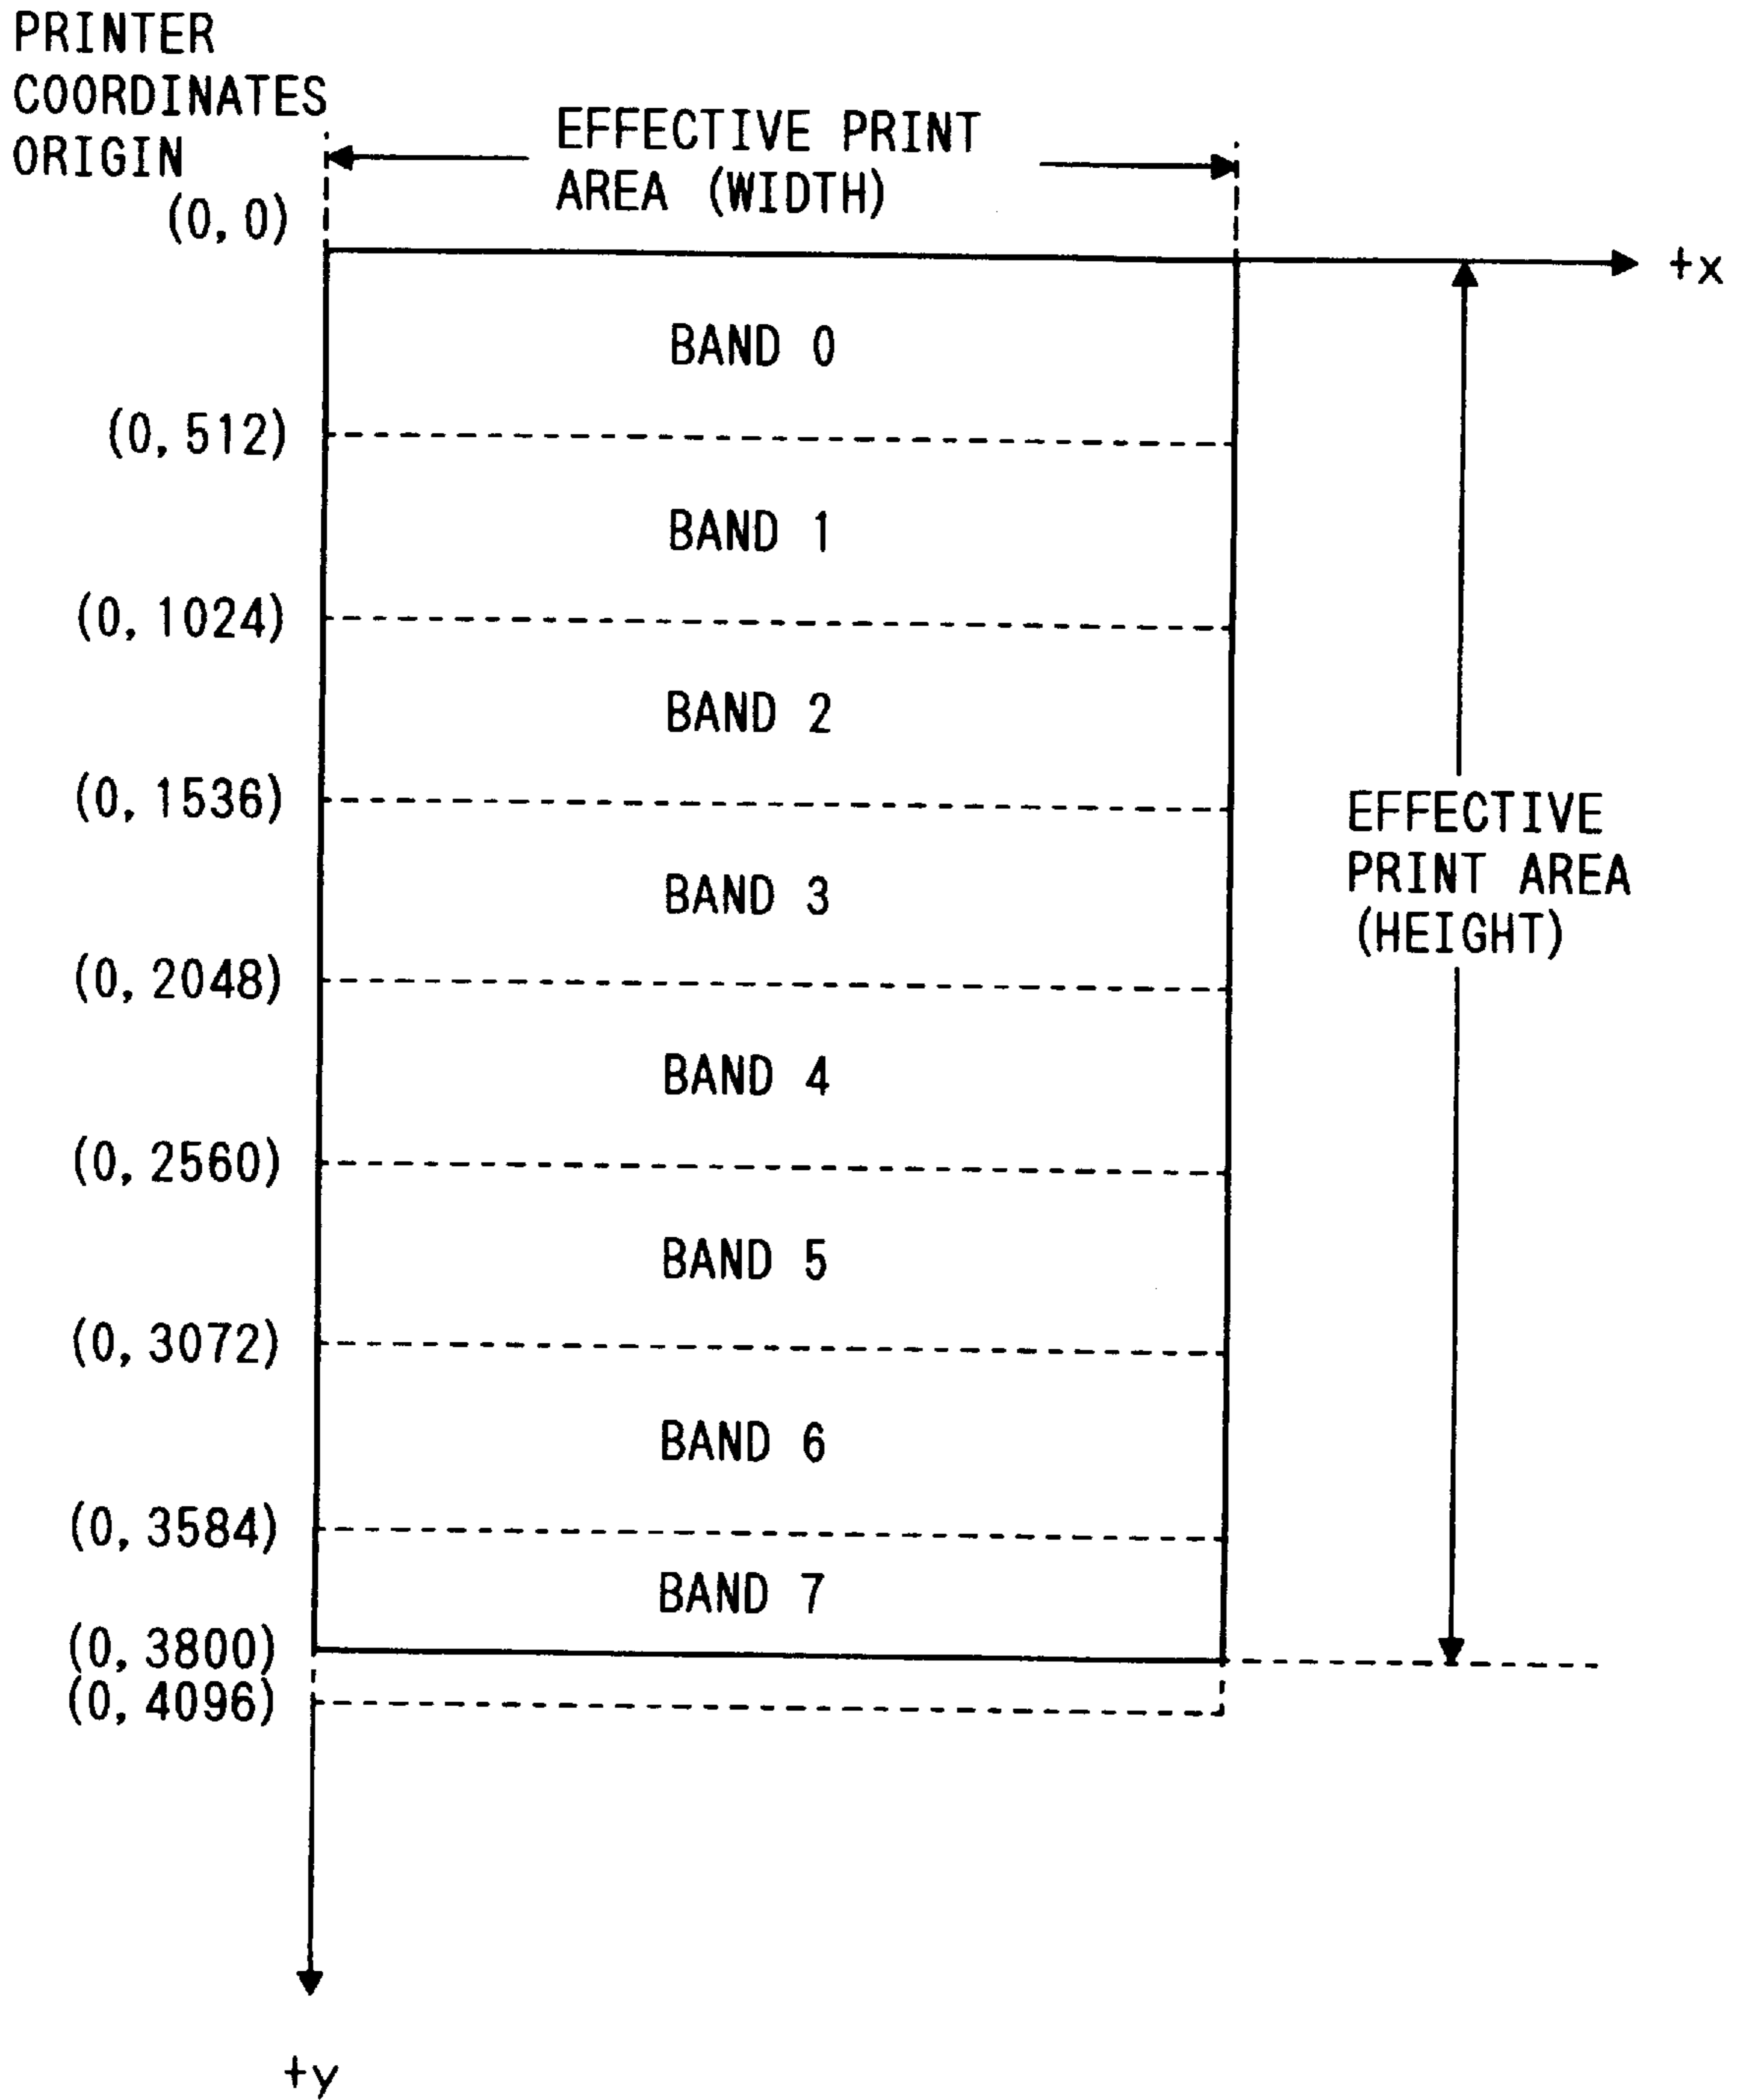 PRINTER
COORDINATES
ORIGIN
(0, 0)
EFFECTIVE PRINT
AREA (WIDTH)
+x
BAND 0
(0, 512)
BAND 1
(0, 1024)
BAND 2
(0, 1536)
EFFECTIVE
PRINT AREA
(HEIGHT)
BAND 3
(0, 2048)
BAND 4
(0, 2560)
BAND 5
(0, 3072)
BAND 6
(0, 3584)
BAND 7
(0, 3800)
(0, 4096)
+y